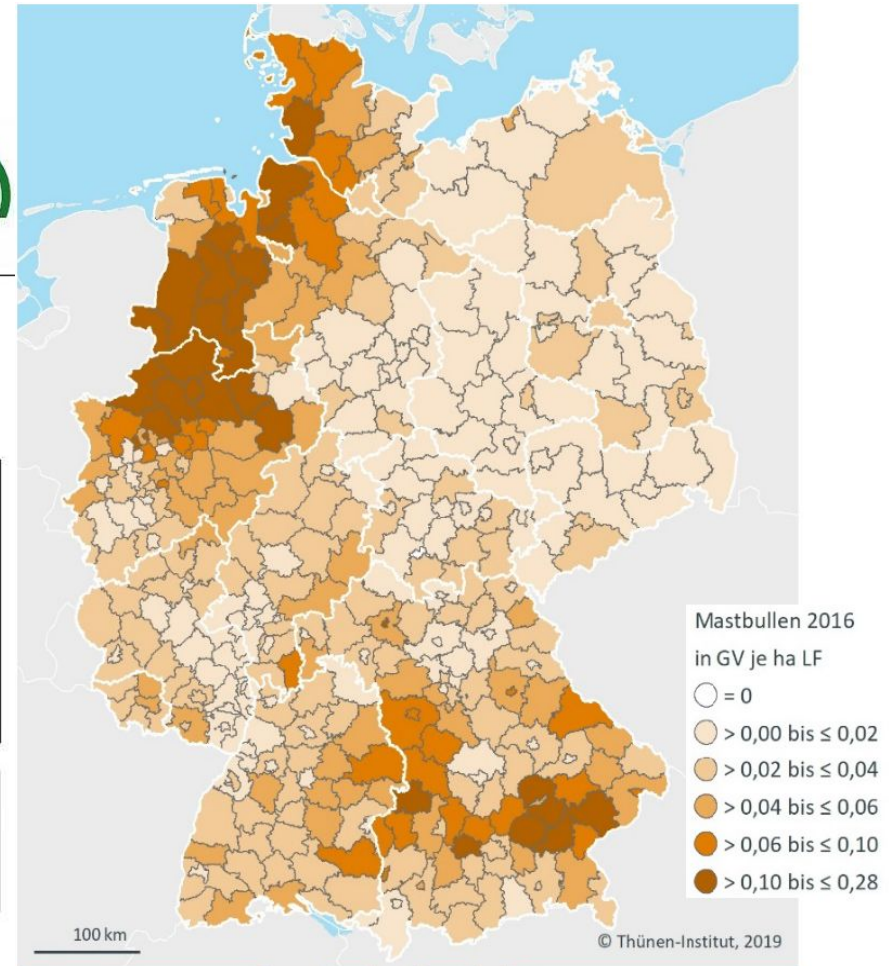 Mastbullen 2016
in GV je ha LF
= 0
> 0,00 bis ≤ 0,02
> 0,02 bis ≤ 0,04
> 0,04 bis ≤ 0,06
> 0,06 bis ≤ 0,10
> 0,10 bis ≤ 0,28
100 km
© Thünen-Institut, 2019